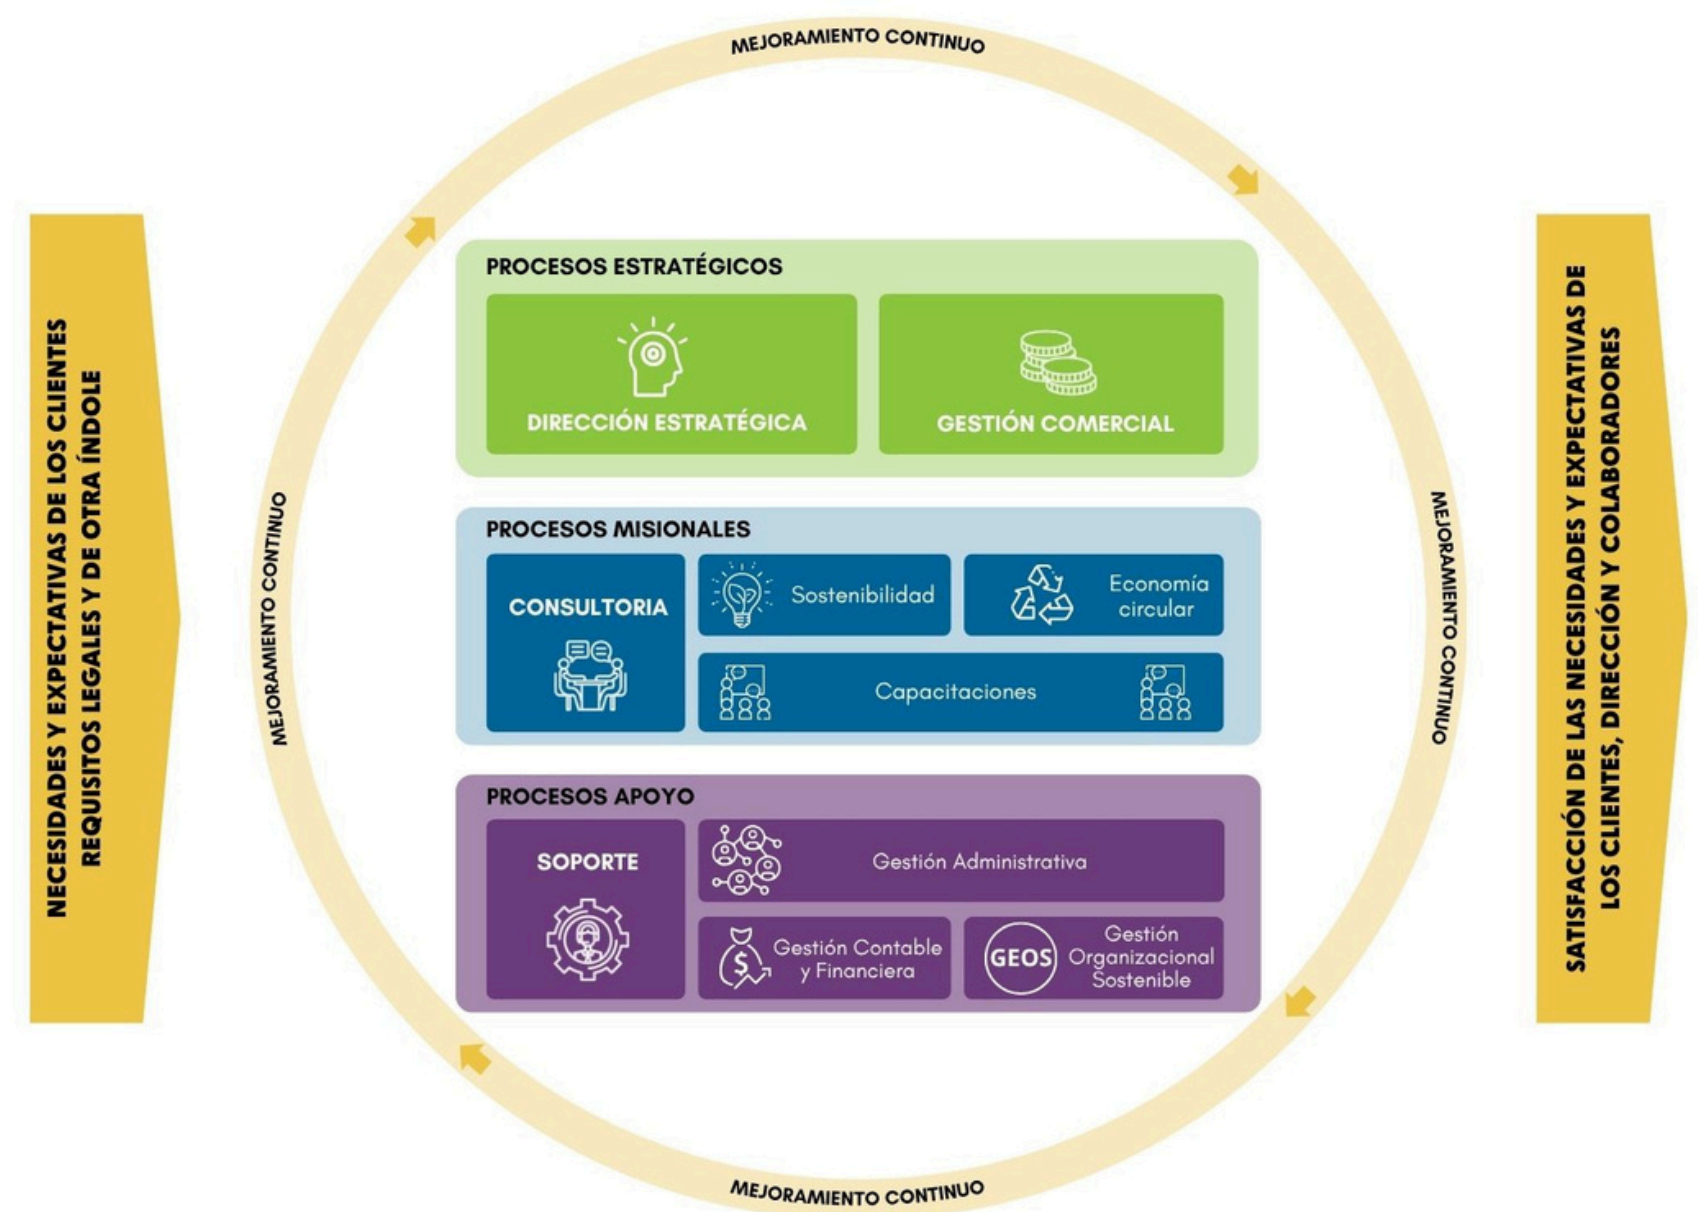 MEJORAMIENTO CONTINUO
NECESIDADES Y EXPECTATIVAS DE LOS CLIENTES
REQUISITOS LEGALES Y DE OTRA ÍNDOLE
MEJORAMIENTO CONTINUO
PROCESOS ESTRATÉGICOS
DIRECCIÓN ESTRATÉGICA
GESTIÓN COMERCIAL
PROCESOS MISIONALES
CONSULTORIA
Sostenibilidad
Economía
circular
Capacitaciones
PROCESOS APOYO
SOPORTE
Gestión Administrativa
Gestión Contable
y Financiera
GEOS
Gestión
Organizacional
Sostenible
MEJORAMIENTO CONTINUO
SATISFACCIÓN DE LAS NECESIDADES Y EXPECTATIVAS DE
LOS CLIENTES, DIRECCIÓN Y COLABORADORES
MEJORAMIENTO CONTINUO